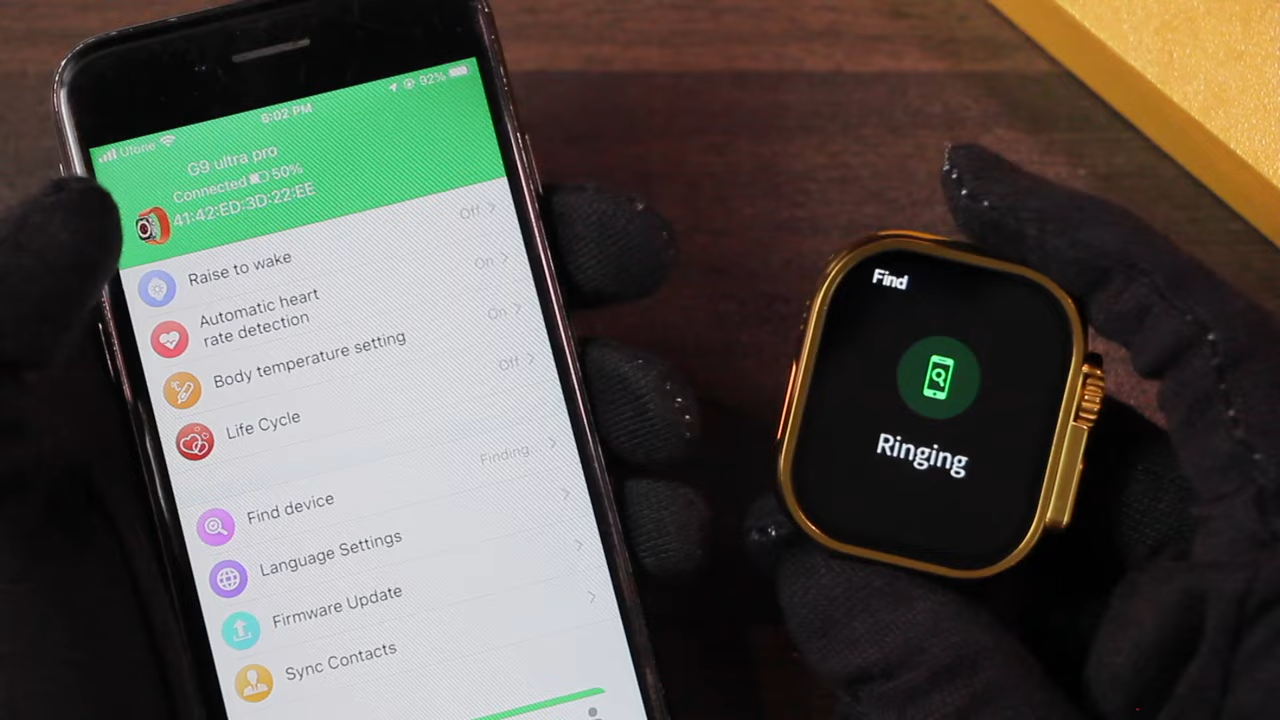 Ufone
6:02 PM
92%
G9 ultra pro
Connected 50%
41:42:ED:3D:22:EE
Raise to wake
Off
Automatic heart
rate detection
On
Body temperature setting
On
Life Cycle
Off
Find device
Finding...
Language Settings
Firmware Update
Sync Contacts
Find
Ringing